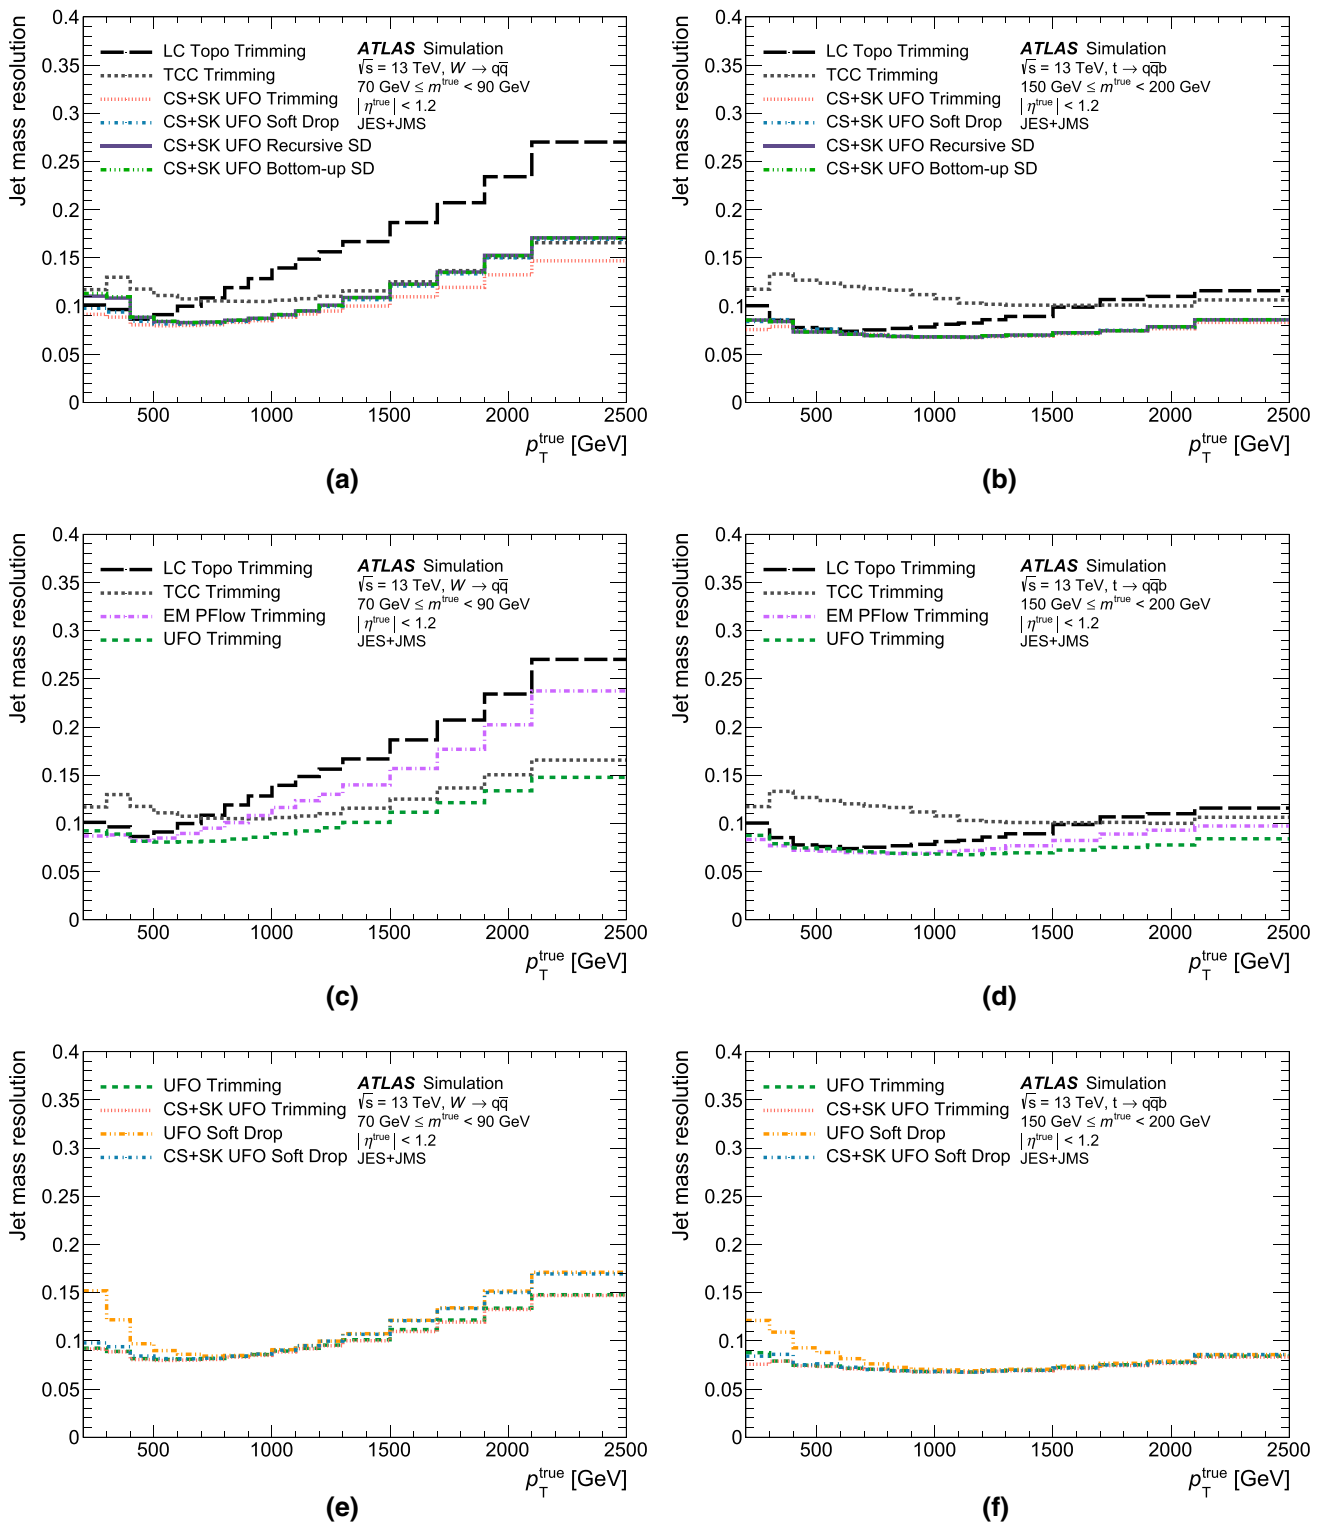 Jet mass resolution
0.4
0.35
0.3
0.25
0.2
0.15
0.1
0.05
0
LC Topo Trimming
TCC Trimming
CS+SK UFO Trimming
CS+SK UFO Soft Drop
CS+SK UFO Recursive SD
CS+SK UFO Bottom-up SD
ATLAS Simulation
√s = 13 TeV, W → qq̅
70 GeV ≤ m^true < 90 GeV
| η^true | < 1.2
JES+JMS
500 1000 1500 2000 2500
p_T^true [GeV]
(a)
Jet mass resolution
0.4
0.35
0.3
0.25
0.2
0.15
0.1
0.05
0
LC Topo Trimming
TCC Trimming
CS+SK UFO Trimming
CS+SK UFO Soft Drop
CS+SK UFO Recursive SD
CS+SK UFO Bottom-up SD
ATLAS Simulation
√s = 13 TeV, t → qq̅b
150 GeV ≤ m^true < 200 GeV
| η^true | < 1.2
JES+JMS
500 1000 1500 2000 2500
p_T^true [GeV]
(b)
Jet mass resolution
0.4
0.35
0.3
0.25
0.2
0.15
0.1
0.05
0
LC Topo Trimming
TCC Trimming
EM PFlow Trimming
UFO Trimming
ATLAS Simulation
√s = 13 TeV, W → qq̅
70 GeV ≤ m^true < 90 GeV
| η^true | < 1.2
JES+JMS
500 1000 1500 2000 2500
p_T^true [GeV]
(c)
Jet mass resolution
0.4
0.35
0.3
0.25
0.2
0.15
0.1
0.05
0
LC Topo Trimming
TCC Trimming
EM PFlow Trimming
UFO Trimming
ATLAS Simulation
√s = 13 TeV, t → qq̅b
150 GeV ≤ m^true < 200 GeV
| η^true | < 1.2
JES+JMS
500 1000 1500 2000 2500
p_T^true [GeV]
(d)
Jet mass resolution
0.4
0.35
0.3
0.25
0.2
0.15
0.1
0.05
0
UFO Trimming
CS+SK UFO Trimming
UFO Soft Drop
CS+SK UFO Soft Drop
ATLAS Simulation
√s = 13 TeV, W → qq̅
70 GeV ≤ m^true < 90 GeV
| η^true | < 1.2
JES+JMS
500 1000 1500 2000 2500
p_T^true [GeV]
(e)
Jet mass resolution
0.4
0.35
0.3
0.25
0.2
0.15
0.1
0.05
0
UFO Trimming
CS+SK UFO Trimming
UFO Soft Drop
CS+SK UFO Soft Drop
ATLAS Simulation
√s = 13 TeV, t → qq̅b
150 GeV ≤ m^true < 200 GeV
| η^true | < 1.2
JES+JMS
500 1000 1500 2000 2500
p_T^true [GeV]
(f)